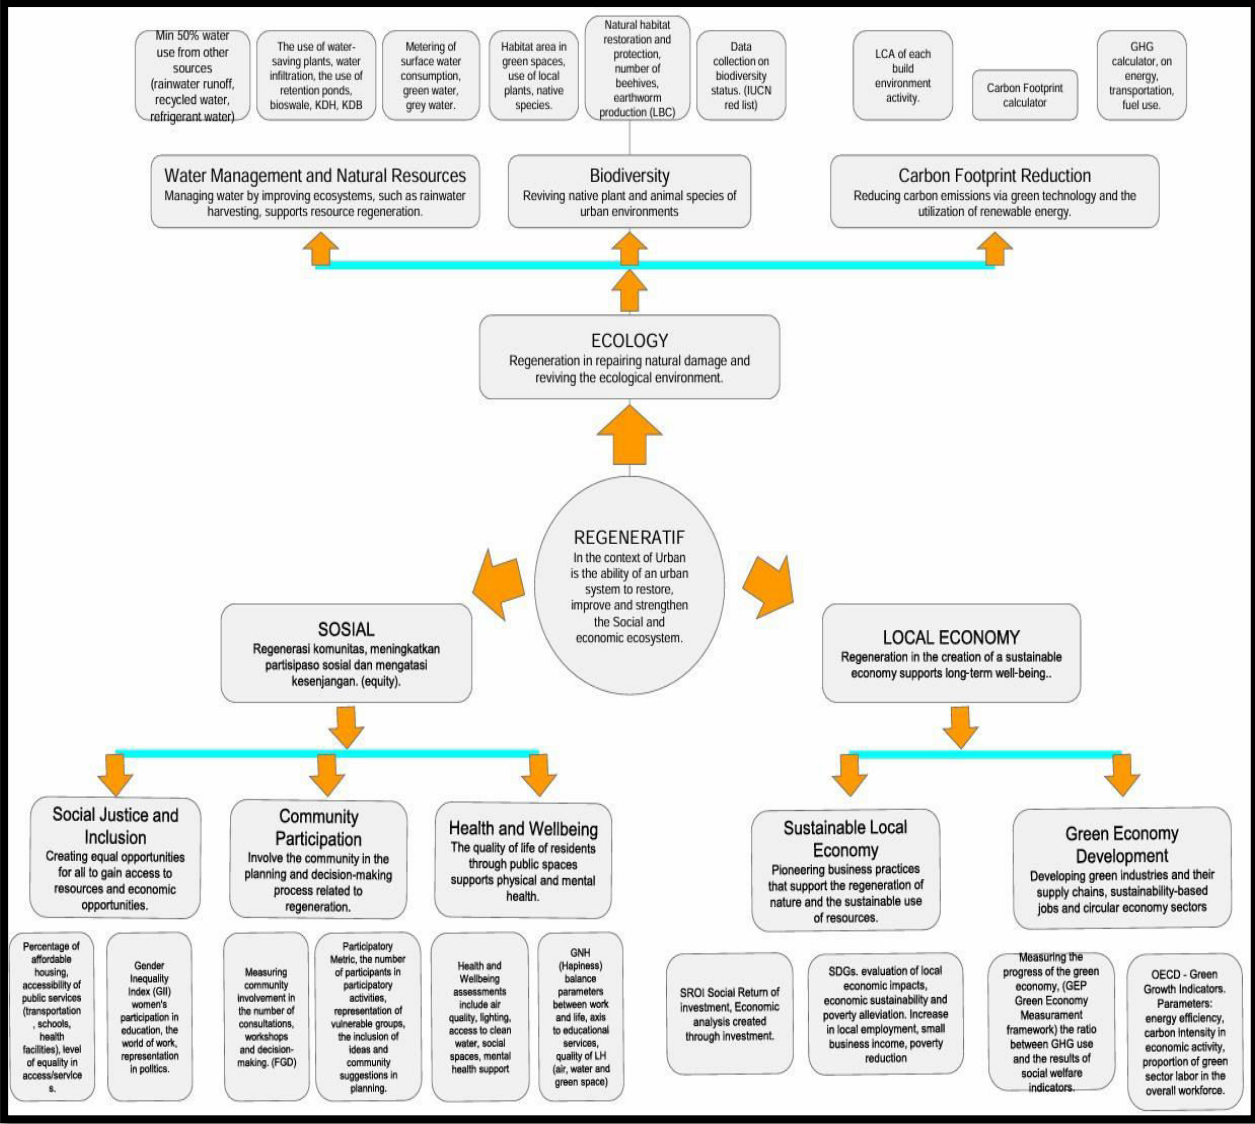 Min 50% water
use from other
sources
(rainwater runoff,
recycled water,
refrigerant water)
The use of water-
saving plants, water
infiltration, the use of
retention ponds,
bioswale, KDH, KDB
Metering of
surface water
consumption,
green water,
grey water.
Habitat area in
green spaces,
use of local
plants, native
species.
Natural habitat
restoration and
protection,
number of
beehives,
earthworm
production (LBC)
Data
collection on
biodiversity
status. (IUCN
red list)
LCA of each
build
environment
activity.
Carbon Footprint
calculator
GHG
calculator, on
energy,
transportation,
fuel use.
Water Management and Natural Resources
Managing water by improving ecosystems, such as rainwater
harvesting, supports resource regeneration.
Biodiversity
Reviving native plant and animal species of
urban environments
Carbon Footprint Reduction
Reducing carbon emissions via green technology and the
utilization of renewable energy.
ECOLOGY
Regeneration in repairing natural damage and
reviving the ecological environment.
REGENERATIF
In the context of Urban
is the ability of an urban
system to restore,
improve and strengthen
the Social and
economic ecosystem.
SOSIAL
Regenerasi komunitas, meningkatkan
partisipaso sosial dan mengatasi
kesenjangan. (equity).
LOCAL ECONOMY
Regeneration in the creation of a sustainable
economy supports long-term well-being..
Social Justice and
Inclusion
Creating equal opportunities
for all to gain access to
resources and economic
opportunities.
Community
Participation
Involve the community in the
planning and decision-making
process related to
regeneration.
Health and Wellbeing
The quality of life of residents
through public spaces
supports physical and mental
health.
Sustainable Local
Economy
Pioneering business practices
that support the regeneration of
nature and the sustainable use
of resources.
Green Economy
Development
Developing green industries and their
supply chains, sustainability-based
jobs and circular economy sectors
Percentage of
affordable
housing,
accessibility of
public services
(transportation
, schools,
health
facilities), level
of equality in
access/service
s.
Gender
Inequality
Index (GII)
women's
participation in
education, the
world of work,
representation
in politics.
Measuring
community
involvement in
the number of
consultations,
workshops
and decision-
making. (FGD)
Participatory
Metric, the number
of participants in
participatory
activities,
representation of
vulnerable groups,
the inclusion of
ideas and
community
suggestions in
planning.
Health and
Wellbeing
assessments
include air
quality, lighting,
access to clean
water, social
spaces, mental
health support
GNH
(Hapiness)
balance
parameters
between work
and life, axis
to educational
services,
quality of LH
(air, water and
green space)
SROI Social Return of
investment, Economic
analysis created
through investment.
SDGs. evaluation of local
economic impacts,
economic sustainability and
poverty alleviation. Increase
in local employment, small
business income, poverty
reduction
Measuring the
progress of the green
economy, (GEP
Green Economy
Measurament
framework) the ratio
between GHG use
and the results of
social welfare
indicators.
OECD - Green
Growth Indicators.
Parameters:
energy efficiency,
carbon intensity in
economic activity,
proportion of green
sector labor in the
overall workforce.